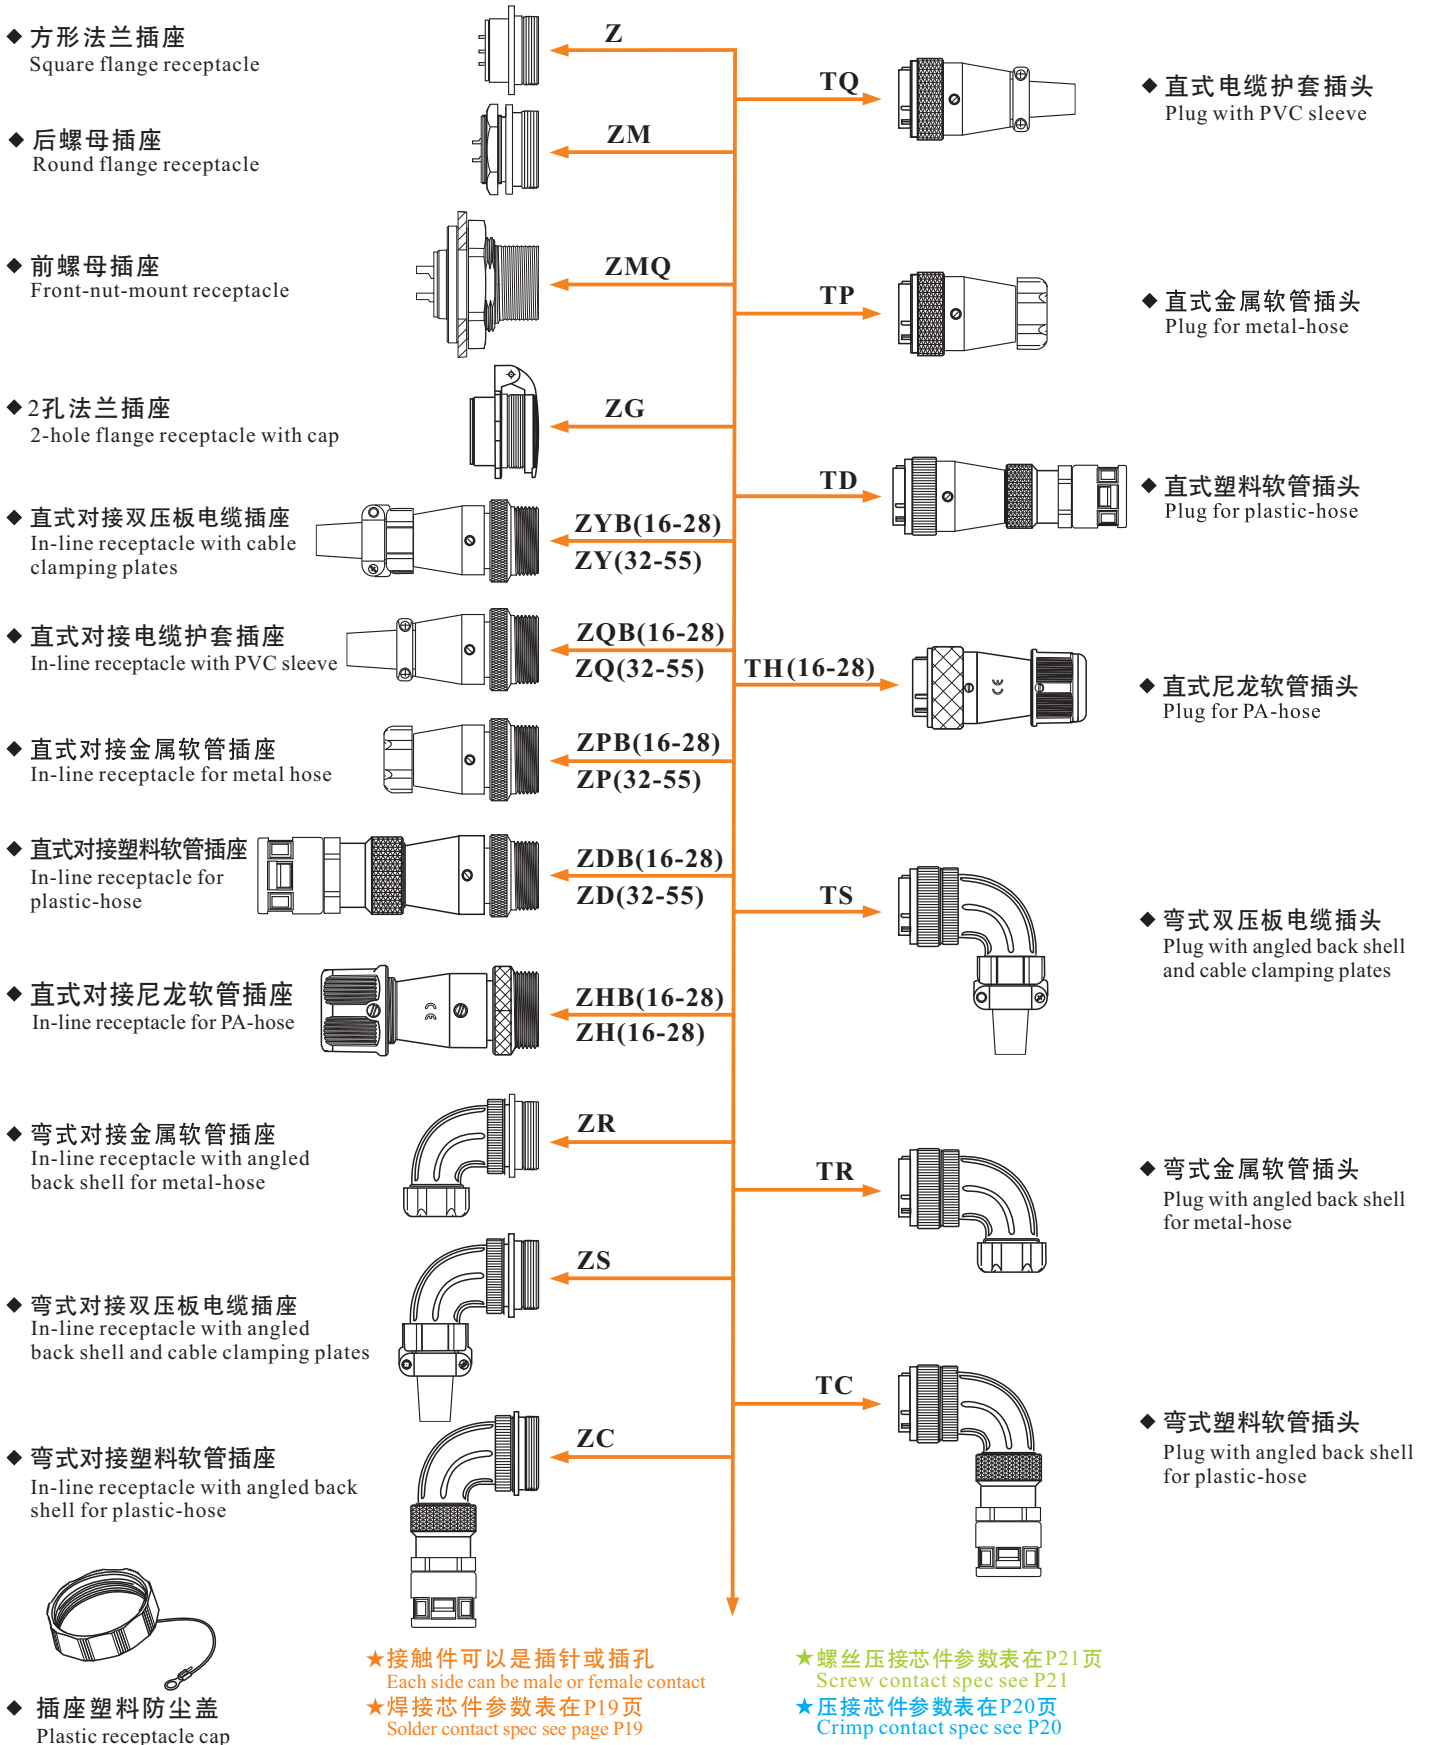 ◆ 方形法兰插座
Square flange receptacle
Z
◆ 后螺母插座
Round flange receptacle
ZM
◆ 前螺母插座
Front-nut-mount receptacle
ZMQ
◆ 2孔法兰插座
2-hole flange receptacle with cap
ZG
◆ 直式对接双压板电缆插座
In-line receptacle with cable
clamping plates
ZYB(16-28)
ZY(32-55)
◆ 直式对接电缆护套插座
In-line receptacle with PVC sleeve
ZQB(16-28)
ZQ(32-55)
◆ 直式对接金属软管插座
In-line receptacle for metal hose
ZPB(16-28)
ZP(32-55)
◆ 直式对接塑料软管插座
In-line receptacle for
plastic-hose
ZDB(16-28)
ZD(32-55)
◆ 直式对接尼龙软管插座
In-line receptacle for PA-hose
CE
ZHB(16-28)
ZH(16-28)
◆ 弯式对接金属软管插座
In-line receptacle with angled
back shell for metal-hose
ZR
◆ 弯式对接双压板电缆插座
In-line receptacle with angled
back shell and cable clamping plates
ZS
◆ 弯式对接塑料软管插座
In-line receptacle with angled back
shell for plastic-hose
ZC
◆ 插座塑料防尘盖
Plastic receptacle cap
TQ
◆ 直式电缆护套插头
Plug with PVC sleeve
TP
◆ 直式金属软管插头
Plug for metal-hose
TD
◆ 直式塑料软管插头
Plug for plastic-hose
TH(16-28)
CE
◆ 直式尼龙软管插头
Plug for PA-hose
TS
◆ 弯式双压板电缆插头
Plug with angled back shell
and cable clamping plates
TR
◆ 弯式金属软管插头
Plug with angled back shell
for metal-hose
TC
◆ 弯式塑料软管插头
Plug with angled back shell
for plastic-hose
★接触件可以是插针或插孔
Each side can be male or female contact
★焊接芯件参数表在P19页
Solder contact spec see page P19
★螺丝压接芯件参数表在P21页
Screw contact spec see P21
★压接芯件参数表在P20页
Crimp contact spec see P20